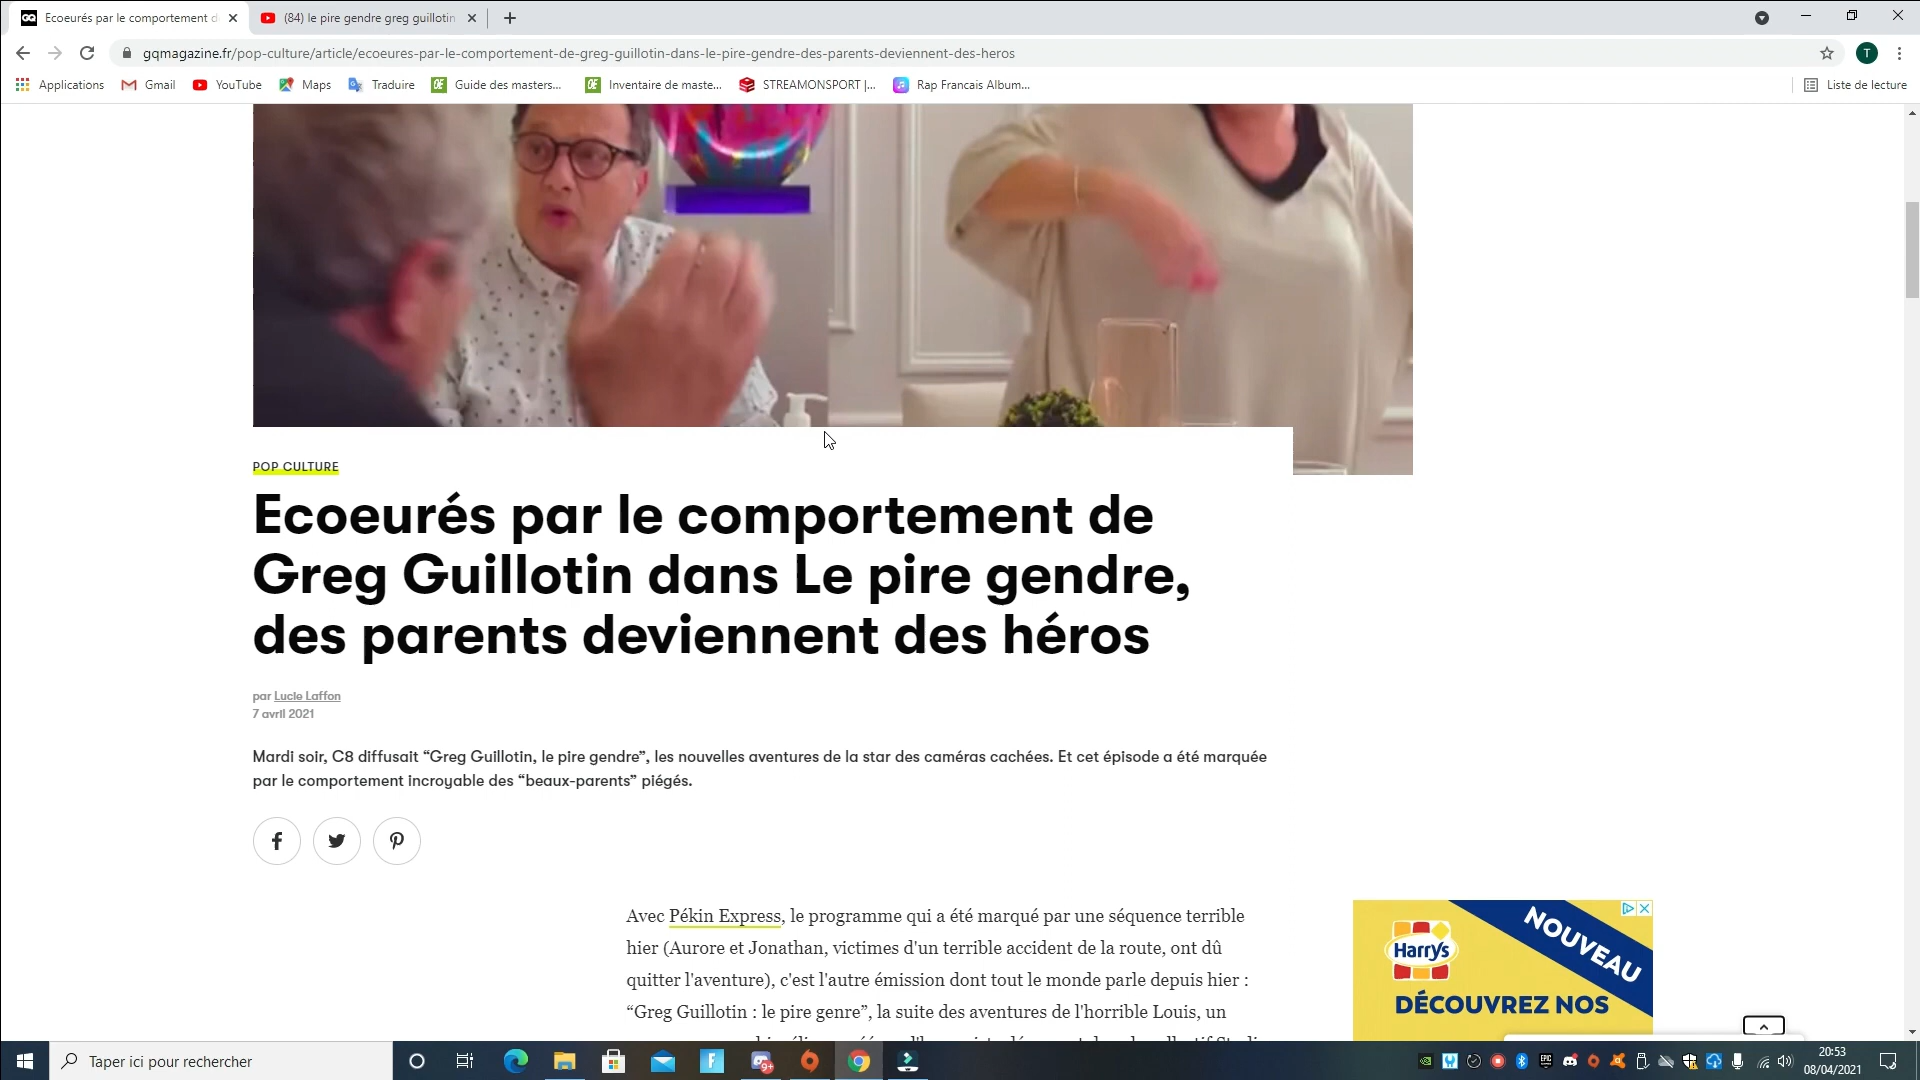 Ecoeurés par le comportement d
(84) le pire gendre greg guillotin
gqmagazine.fr/pop-culture/article/ecoeures-par-le-comportement-de-greg-guillotin-dans-le-pire-gendre-des-parents-deviennent-des-heros
T
Applications
Gmail
YouTube
Maps
Traduire
Guide des masters...
Inventaire de maste...
STREAMONSPORT |...
Rap Francais Album...
Liste de lecture
POP CULTURE
Ecoeurés par le comportement de
Greg Guillotin dans Le pire gendre,
des parents deviennent des héros
par Lucie Laffon
7 avril 2021
Mardi soir, C8 diffusait “Greg Guillotin, le pire gendre”, les nouvelles aventures de la star des caméras cachées. Et cet épisode a été marquée
par le comportement incroyable des “beaux-parents” piégés.
Avec Pékin Express, le programme qui a été marqué par une séquence terrible
hier (Aurore et Jonathan, victimes d'un terrible accident de la route, ont dû
quitter l'aventure), c'est l'autre émission dont tout le monde parle depuis hier :
“Greg Guillotin : le pire genre”, la suite des aventures de l'horrible Louis, un
NOUVEAU
Harrys
DÉCOUVREZ NOS
Taper ici pour rechercher
9+
20:53
08/04/2021